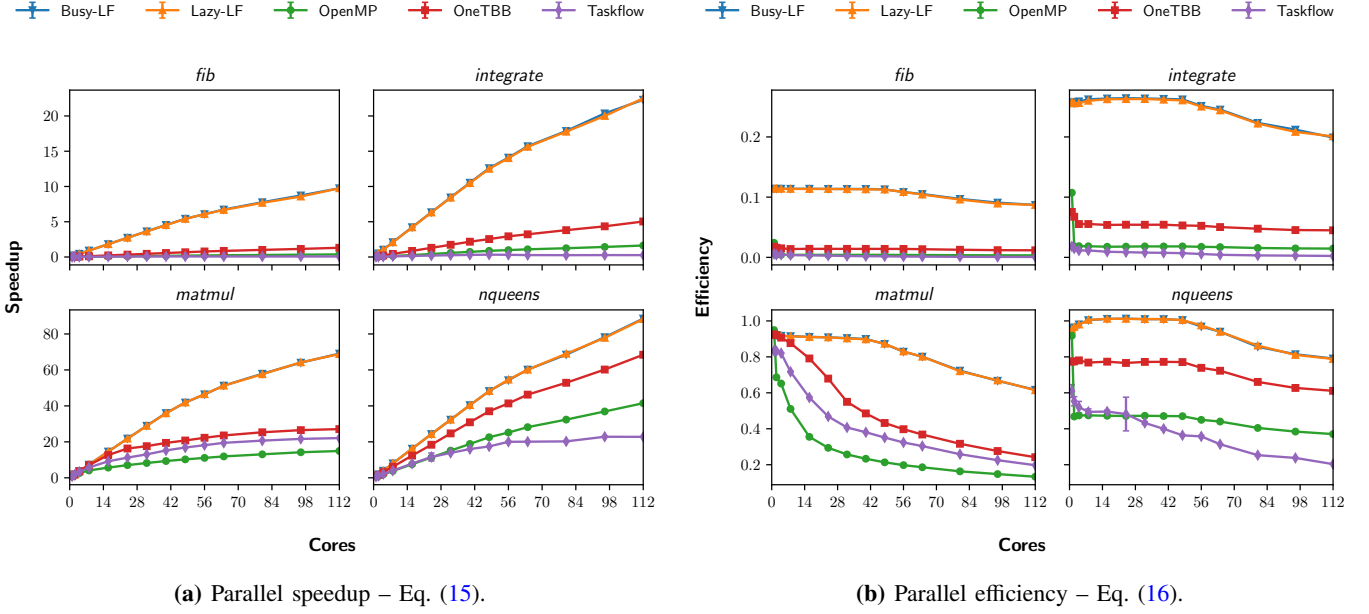 Busy-LF Lazy-LF OpenMP OneTBB Taskflow
fib integrate
20
15
10
5
0
Speedup
matmul nqueens
80
60
40
20
0
0 14 28 42 56 70 84 98 112 0 14 28 42 56 70 84 98 112
Cores
(a) Parallel speedup – Eq. (15).
Busy-LF Lazy-LF OpenMP OneTBB Taskflow
fib integrate
0.2
0.1
0.0
Efficiency
matmul nqueens
1.0
0.8
0.6
0.4
0.2
0 14 28 42 56 70 84 98 112 0 14 28 42 56 70 84 98 112
Cores
(b) Parallel efficiency – Eq. (16).